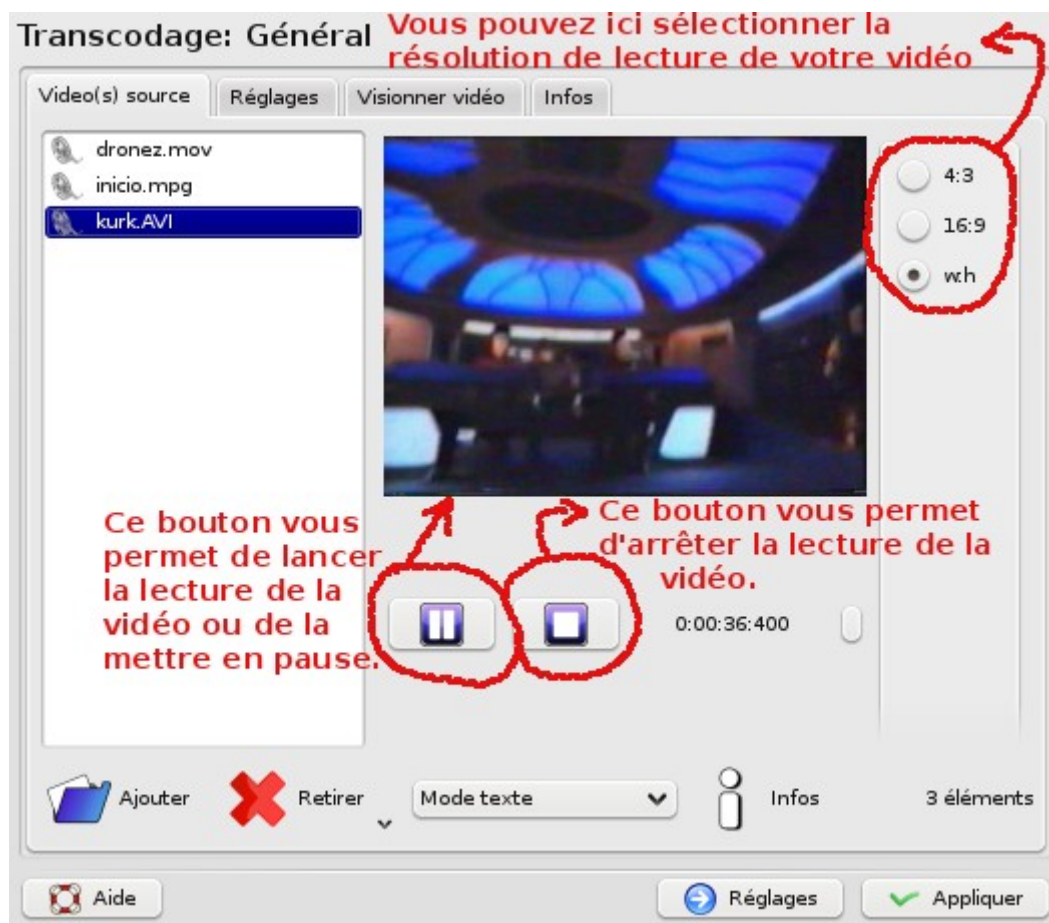 Transcodage: Général
Vous pouvez ici sélectionner la
résolution de lecture de votre vidéo
Video(s) source
Réglages
Visionner vidéo
Infos
dronez.mov
inicio.mpg
kurk.AVI
4:3
16:9
w:h
Ce bouton vous
permet de lancer
la lecture de la
vidéo ou de la
mettre en pause.
Ce bouton vous permet
d'arrêter la lecture de la
vidéo.
0:00:36:400
Ajouter
Retirer
Mode texte
Infos
3 éléments
Aide
Réglages
Appliquer